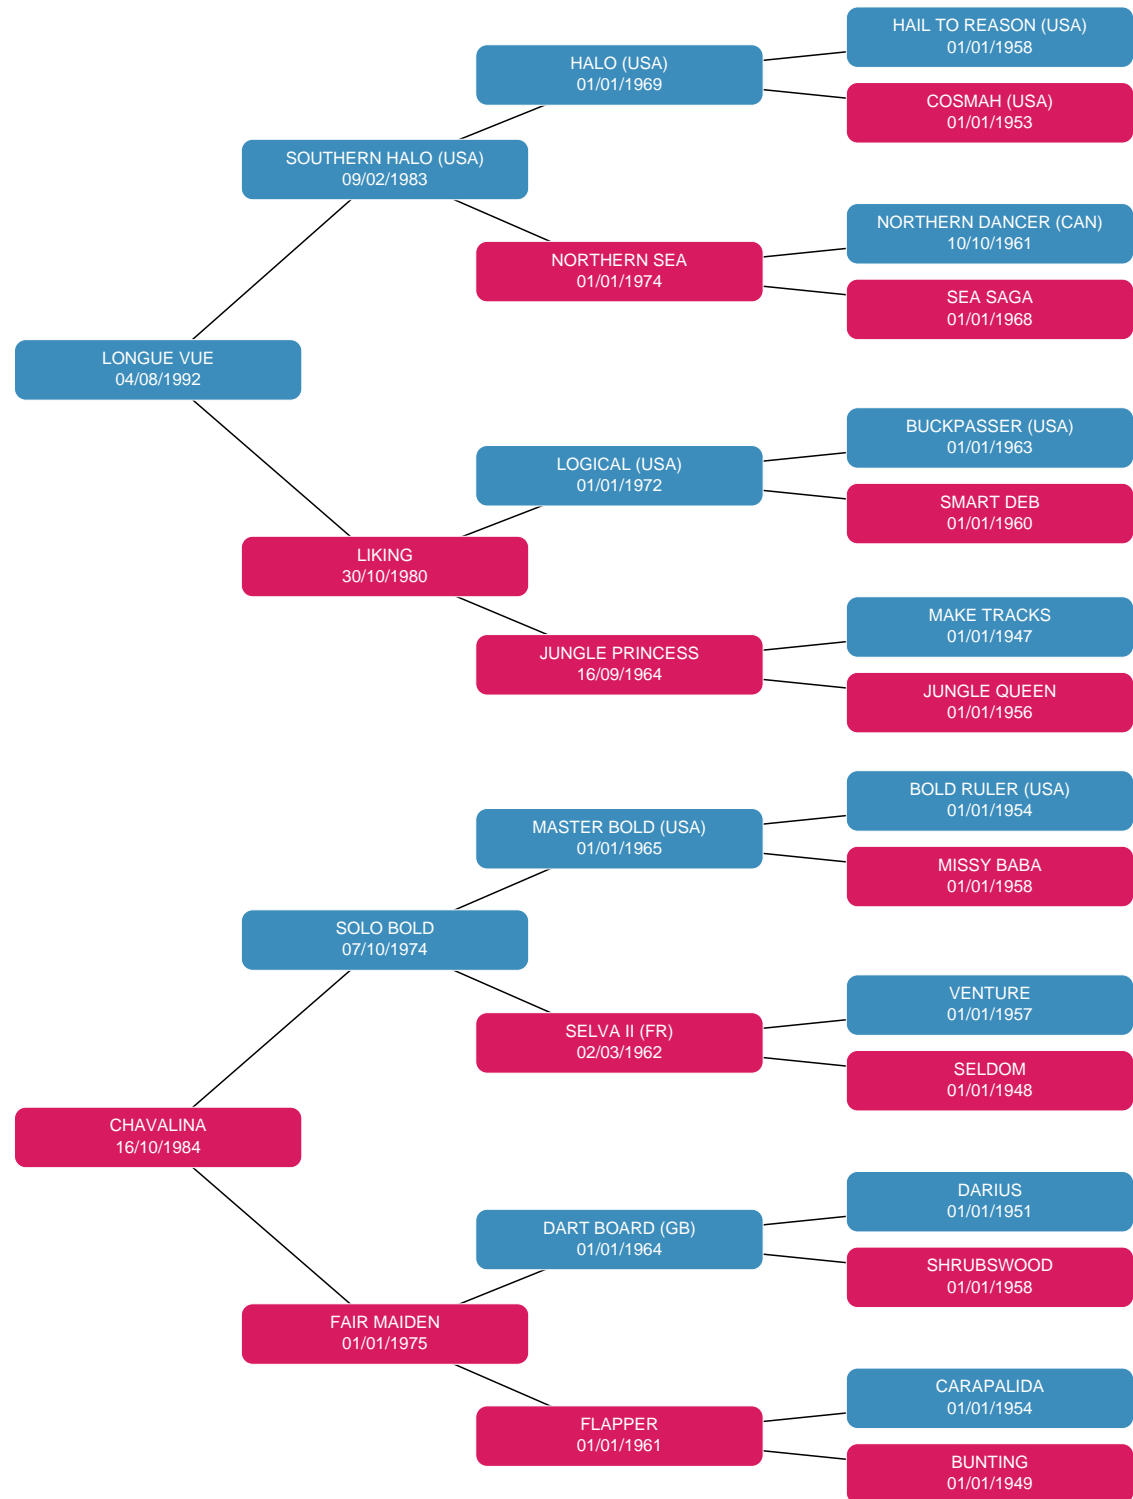 HAIL TO REASON (USA)
01/01/1958
HALO (USA)
01/01/1969
COSMAH (USA)
01/01/1953
SOUTHERN HALO (USA)
09/02/1983
NORTHERN DANCER (CAN)
10/10/1961
NORTHERN SEA
01/01/1974
SEA SAGA
01/01/1968
LONGUE VUE
04/08/1992
BUCKPASSER (USA)
01/01/1963
LOGICAL (USA)
01/01/1972
SMART DEB
01/01/1960
LIKING
30/10/1980
MAKE TRACKS
01/01/1947
JUNGLE PRINCESS
16/09/1964
JUNGLE QUEEN
01/01/1956
BOLD RULER (USA)
01/01/1954
MASTER BOLD (USA)
01/01/1965
MISSY BABA
01/01/1958
SOLO BOLD
07/10/1974
VENTURE
01/01/1957
SELVA II (FR)
02/03/1962
SELDOM
01/01/1948
CHAVALINA
16/10/1984
DARIUS
01/01/1951
DART BOARD (GB)
01/01/1964
SHRUBSWOOD
01/01/1958
FAIR MAIDEN
01/01/1975
CARAPALIDA
01/01/1954
FLAPPER
01/01/1961
BUNTING
01/01/1949